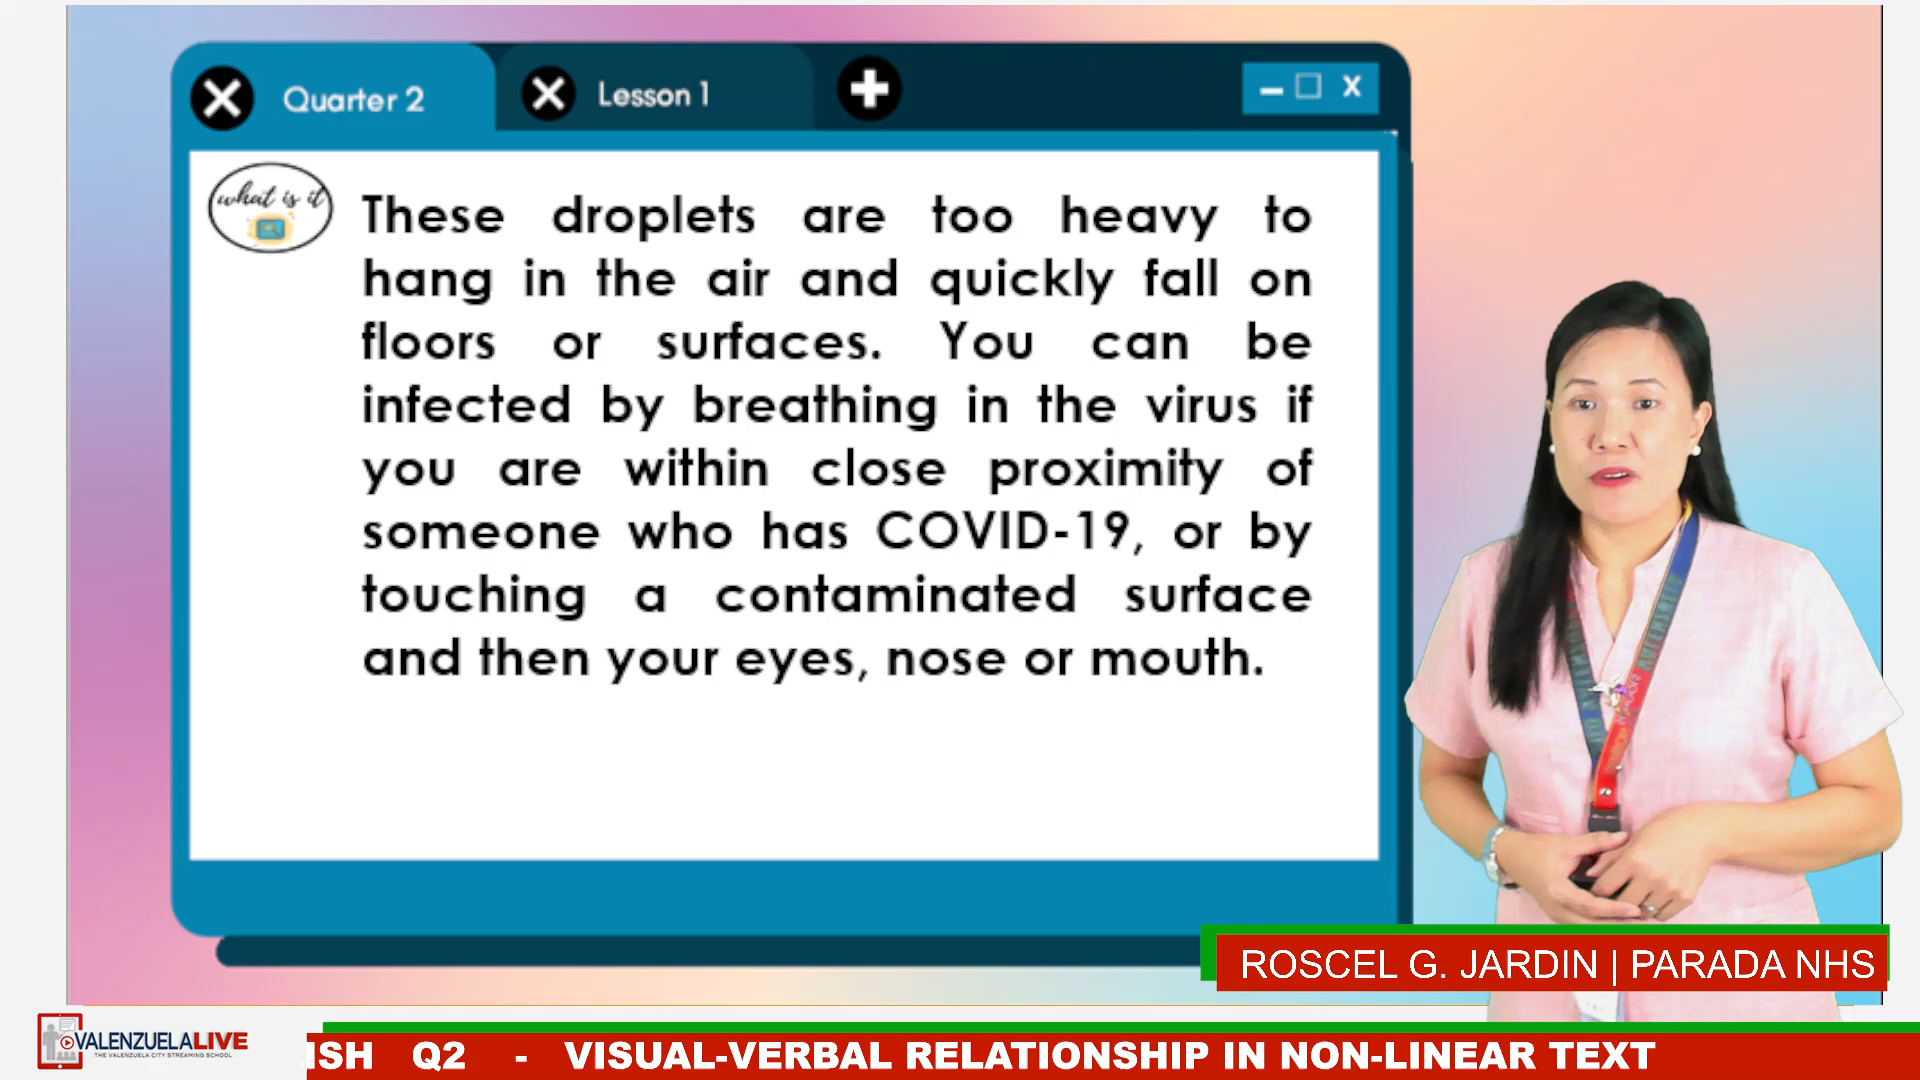 Quarter 2
Lesson 1
what is it
These droplets are too heavy to
hang in the air and quickly fall on
floors or surfaces. You can be
infected by breathing in the virus if
you are within close proximity of
someone who has COVID-19, or by
touching a contaminated surface
and then your eyes, nose or mouth.
ROSCEL G. JARDIN | PARADA NHS
VALENZUELALIVE
THE VALENZUELA CITY STREAMING SCHOOL
ISH Q2 - VISUAL-VERBAL RELATIONSHIP IN NON-LINEAR TEXT